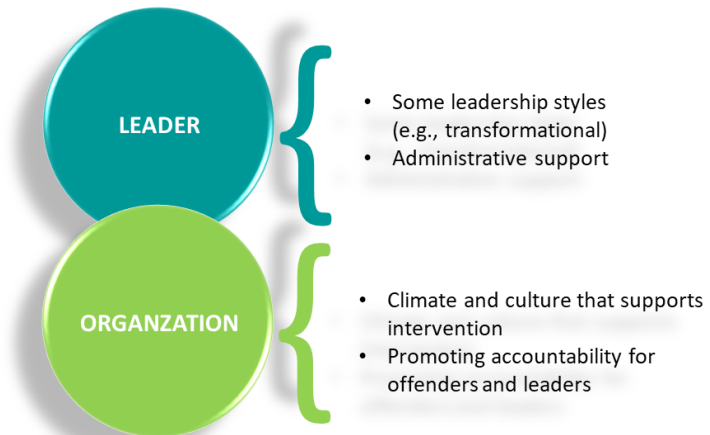 LEADER
• Some leadership styles
(e.g., transformational)
• Administrative support
ORGANZATION
• Climate and culture that supports
intervention
• Promoting accountability for
offenders and leaders